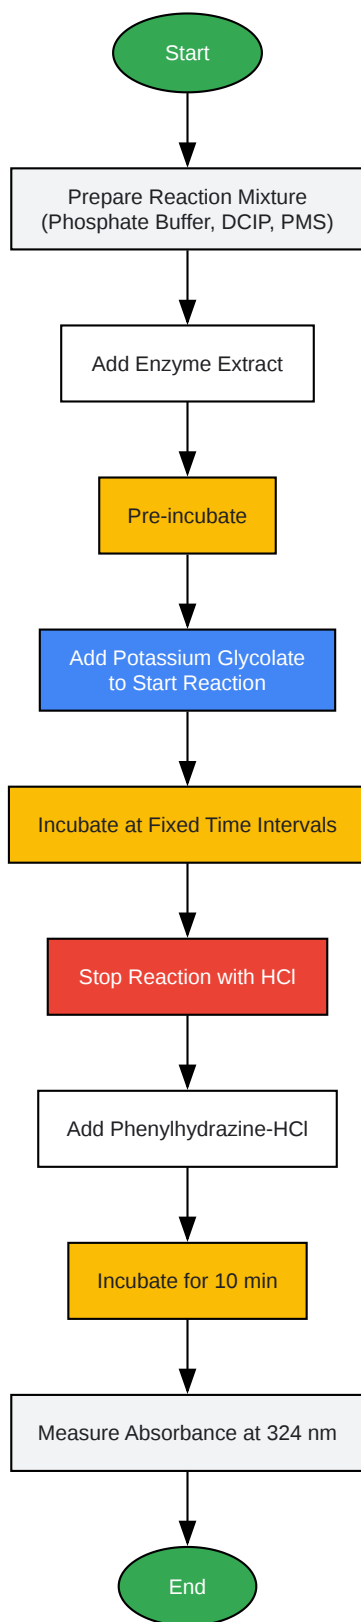 Start
Prepare Reaction Mixture
(Phosphate Buffer, DCIP, PMS)
Add Enzyme Extract
Pre-incubate
Add Potassium Glycolate
to Start Reaction
Incubate at Fixed Time Intervals
Stop Reaction with HCl
Add Phenylhydrazine-HCl
Incubate for 10 min
Measure Absorbance at 324 nm
End